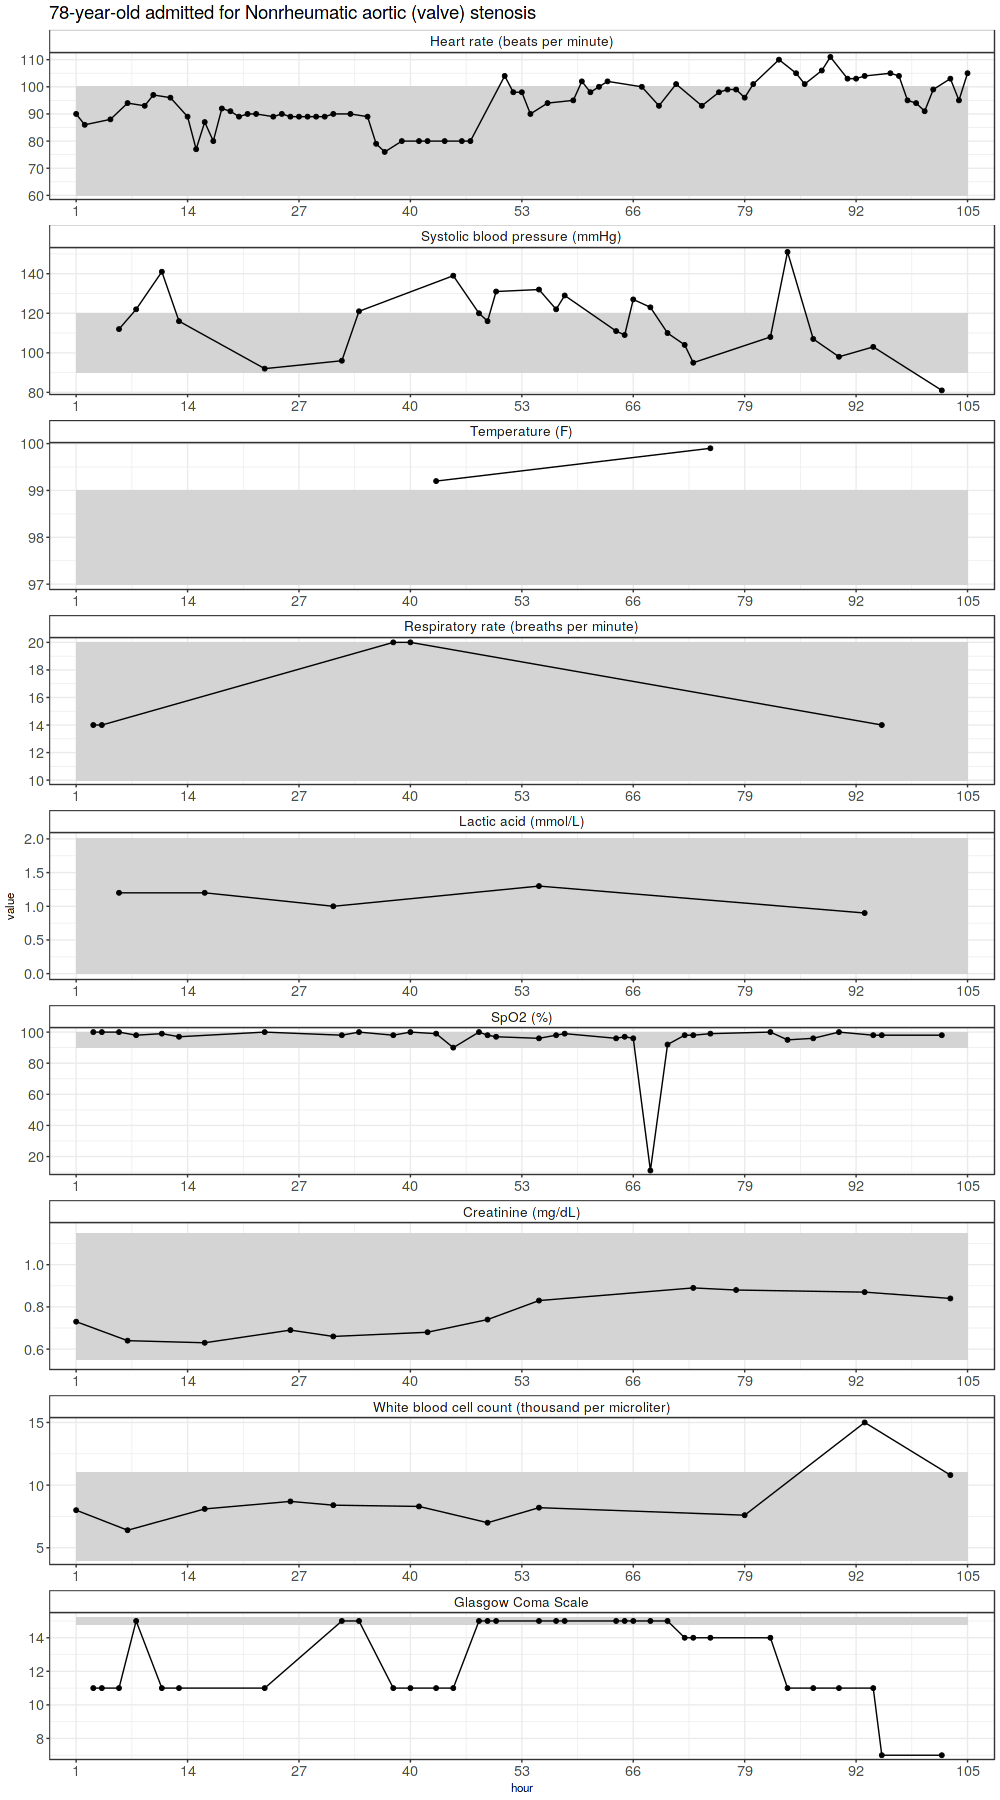 78-year-old admitted for Nonrheumatic aortic (valve) stenosis
Heart rate (beats per minute)
110
100
90
80
70
60
1 14 27 40 53 66 79 92 105
Systolic blood pressure (mmHg)
140
120
100
80
1 14 27 40 53 66 79 92 105
Temperature (F)
100
99
98
97
1 14 27 40 53 66 79 92 105
Respiratory rate (breaths per minute)
20
18
16
14
12
10
1 14 27 40 53 66 79 92 105
Lactic acid (mmol/L)
2.0
1.5
1.0
0.5
0.0
1 14 27 40 53 66 79 92 105
value
SpO2 (%)
100
80
60
40
20
1 14 27 40 53 66 79 92 105
Creatinine (mg/dL)
1.0
0.8
0.6
1 14 27 40 53 66 79 92 105
White blood cell count (thousand per microliter)
15
10
5
1 14 27 40 53 66 79 92 105
Glasgow Coma Scale
14
12
10
8
1 14 27 40 53 66 79 92 105
hour